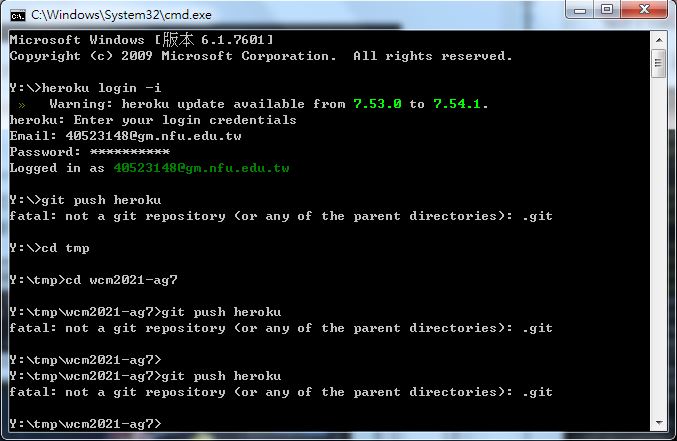 C:\Windows\System32\cmd.exe
Microsoft Windows [版本 6.1.7601]
Copyright (c) 2009 Microsoft Corporation.  All rights reserved.
Y:\>heroku login -i
»   Warning: heroku update available from 7.53.0 to 7.54.1.
heroku: Enter your login credentials
Email: 40523148@gm.nfu.edu.tw
Password: **********
Logged in as 40523148@gm.nfu.edu.tw
Y:\>git push heroku
fatal: not a git repository (or any of the parent directories): .git
Y:\>cd tmp
Y:\tmp>cd wcm2021-ag7
Y:\tmp\wcm2021-ag7>git push heroku
fatal: not a git repository (or any of the parent directories): .git
Y:\tmp\wcm2021-ag7>
Y:\tmp\wcm2021-ag7>git push heroku
fatal: not a git repository (or any of the parent directories): .git
Y:\tmp\wcm2021-ag7>